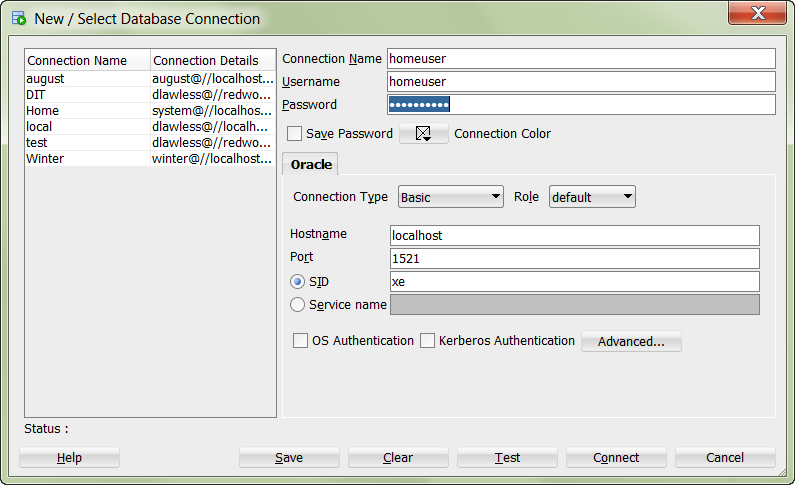 New / Select Database Connection
Connection Name Connection Details
august august@//localhost...
DIT dlawless@//redwo...
Home system@//localhos...
local dlawless@//localh...
test dlawless@//redwo...
Winter winter@//localhost...
Connection Name homeuser
Username homeuser
Password ••••••••••
Save Password Connection Color
Oracle
Connection Type Basic Role default
Hostname localhost
Port 1521
SID xe
Service name
OS Authentication Kerberos Authentication Advanced...
Status :
Help Save Clear Test Connect Cancel